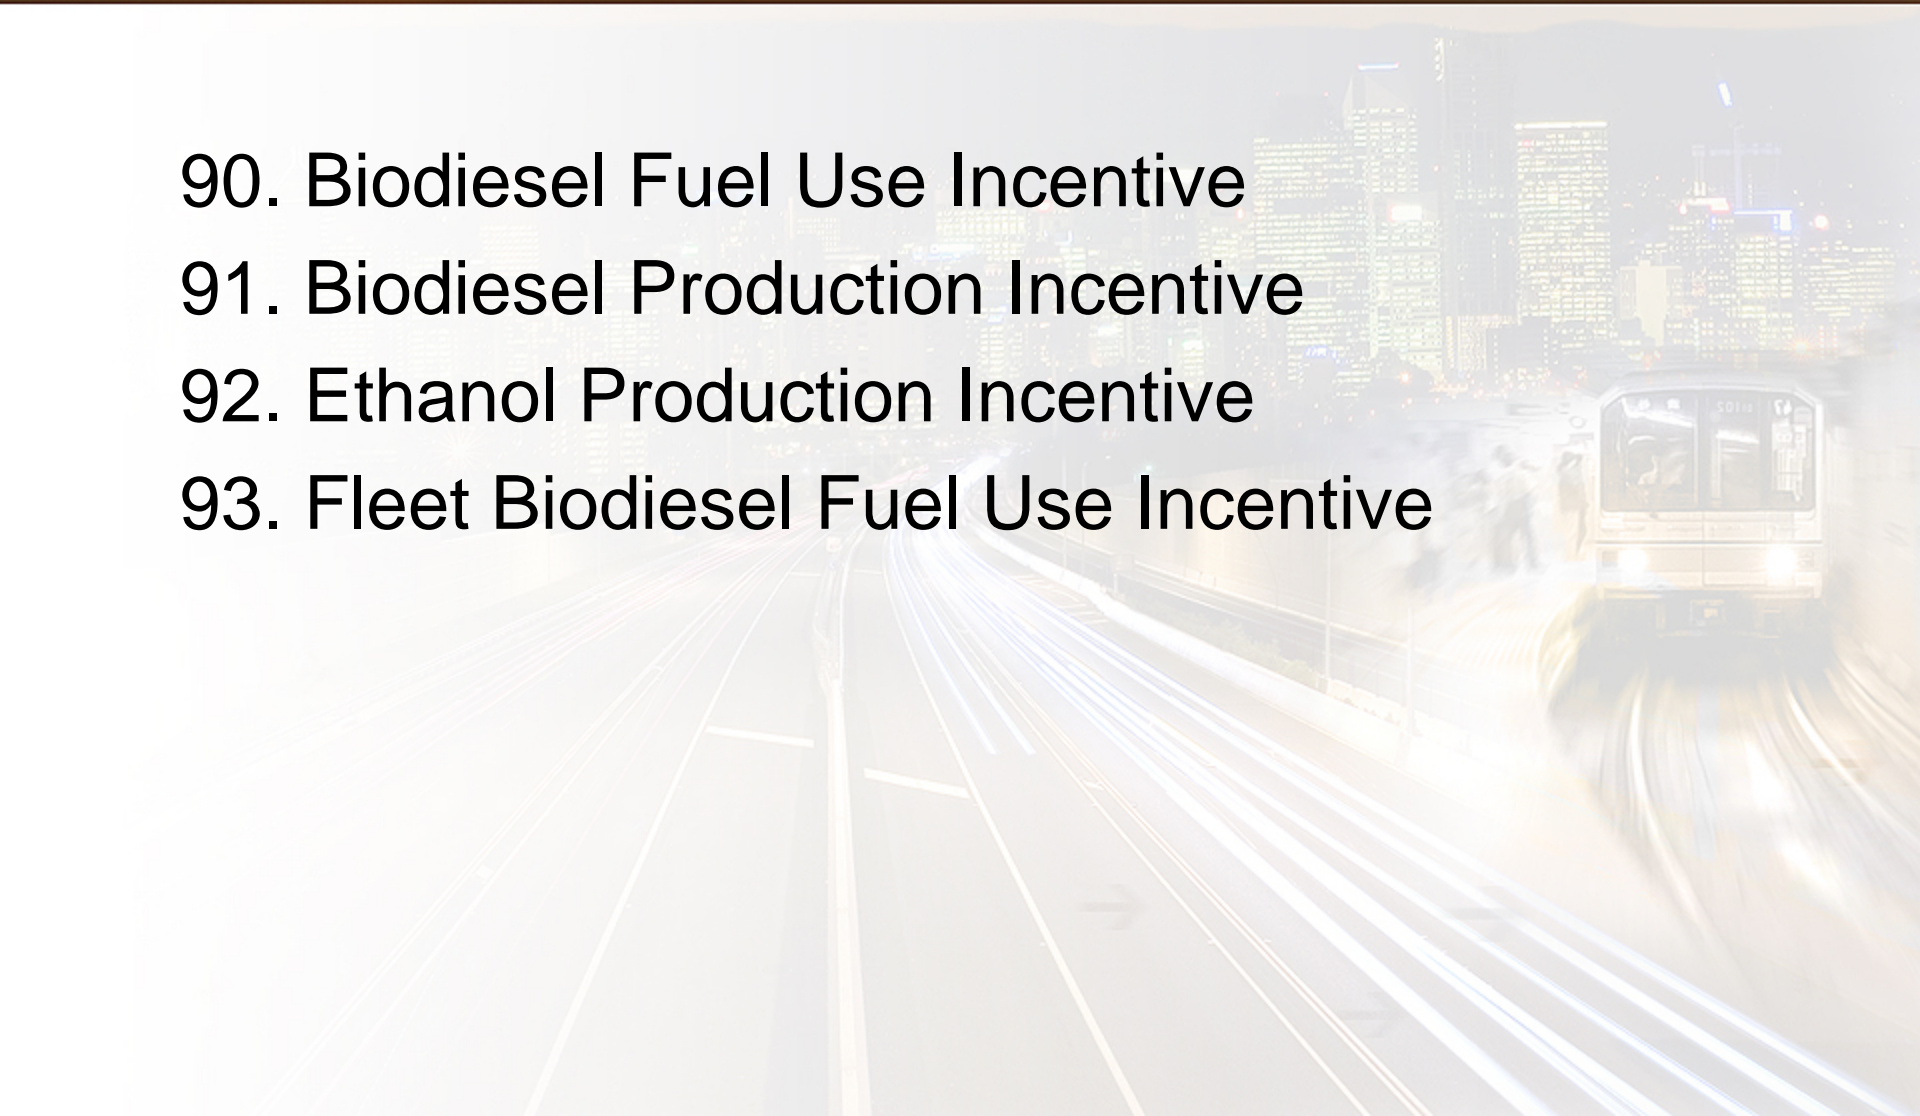 90. Biodiesel Fuel Use Incentive
91. Biodiesel Production Incentive
92. Ethanol Production Incentive
93. Fleet Biodiesel Fuel Use Incentive